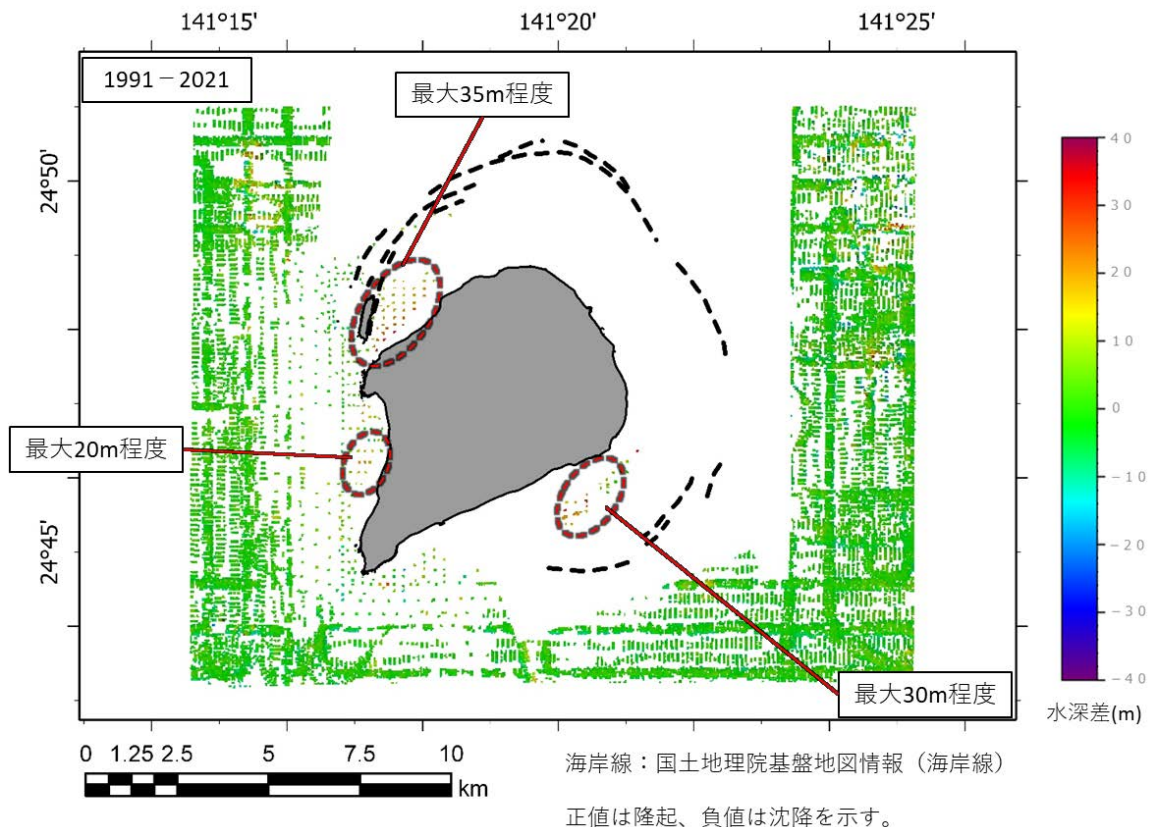 141°15'
141°20'
141°25'
1991－2021
最大35m程度
24°50'
最大20m程度
24°45'
最大30m程度
40
30
20
10
0
−10
−20
−30
−40
水深差(m)
0 1.25 2.5 5 7.5 10
km
海岸線：国土地理院基盤地図情報（海岸線）
正値は隆起、負値は沈降を示す。